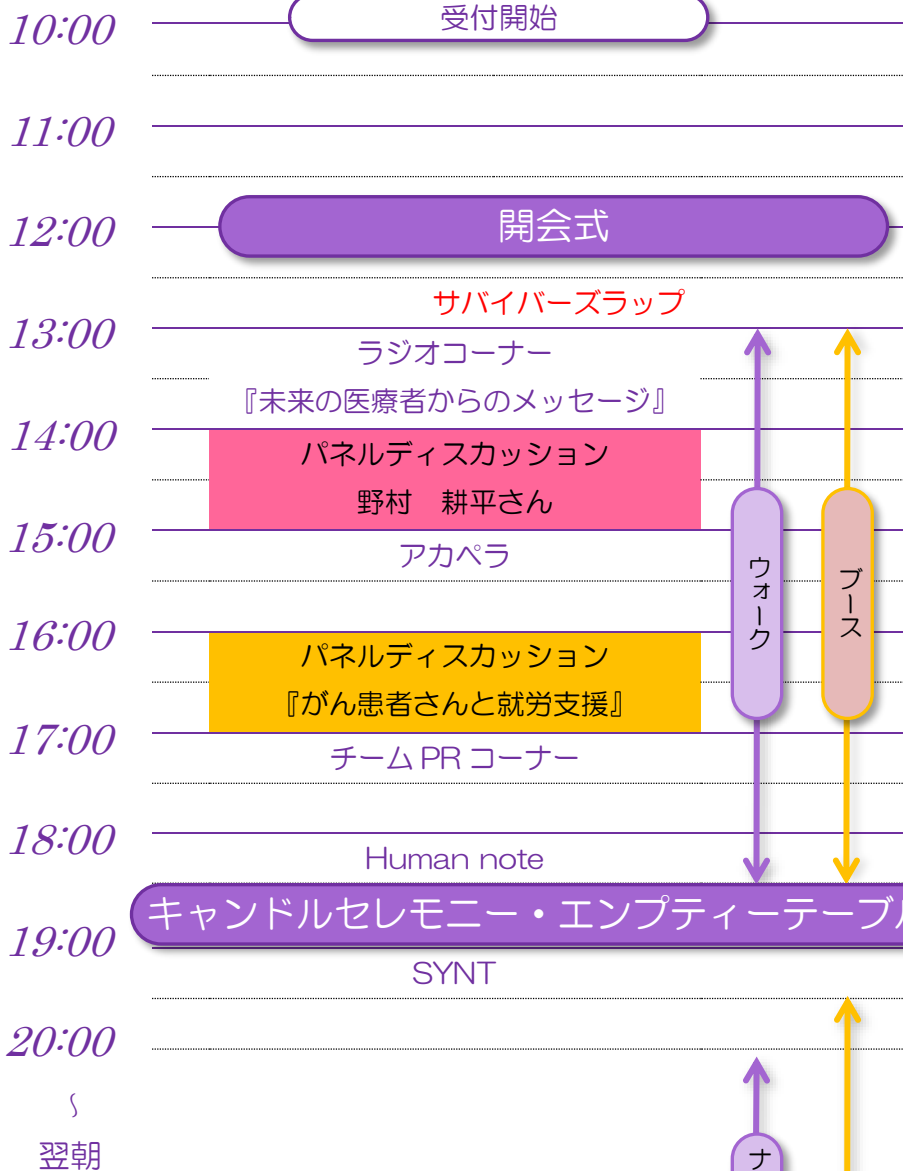 10:00
受付開始
11:00
12:00
開会式
サバイバーズラップ
13:00
ラジオコーナー
『未来の医療者からのメッセージ』
14:00
パネルディスカッション
野村　耕平さん
15:00
アカペラ
ウォーク
ブース
16:00
パネルディスカッション
『がん患者さんと就労支援』
17:00
チーム PR コーナー
18:00
Human note
キャンドルセレモニー・エンプティーテーブル
19:00
SYNT
20:00
～
翌朝
ナ